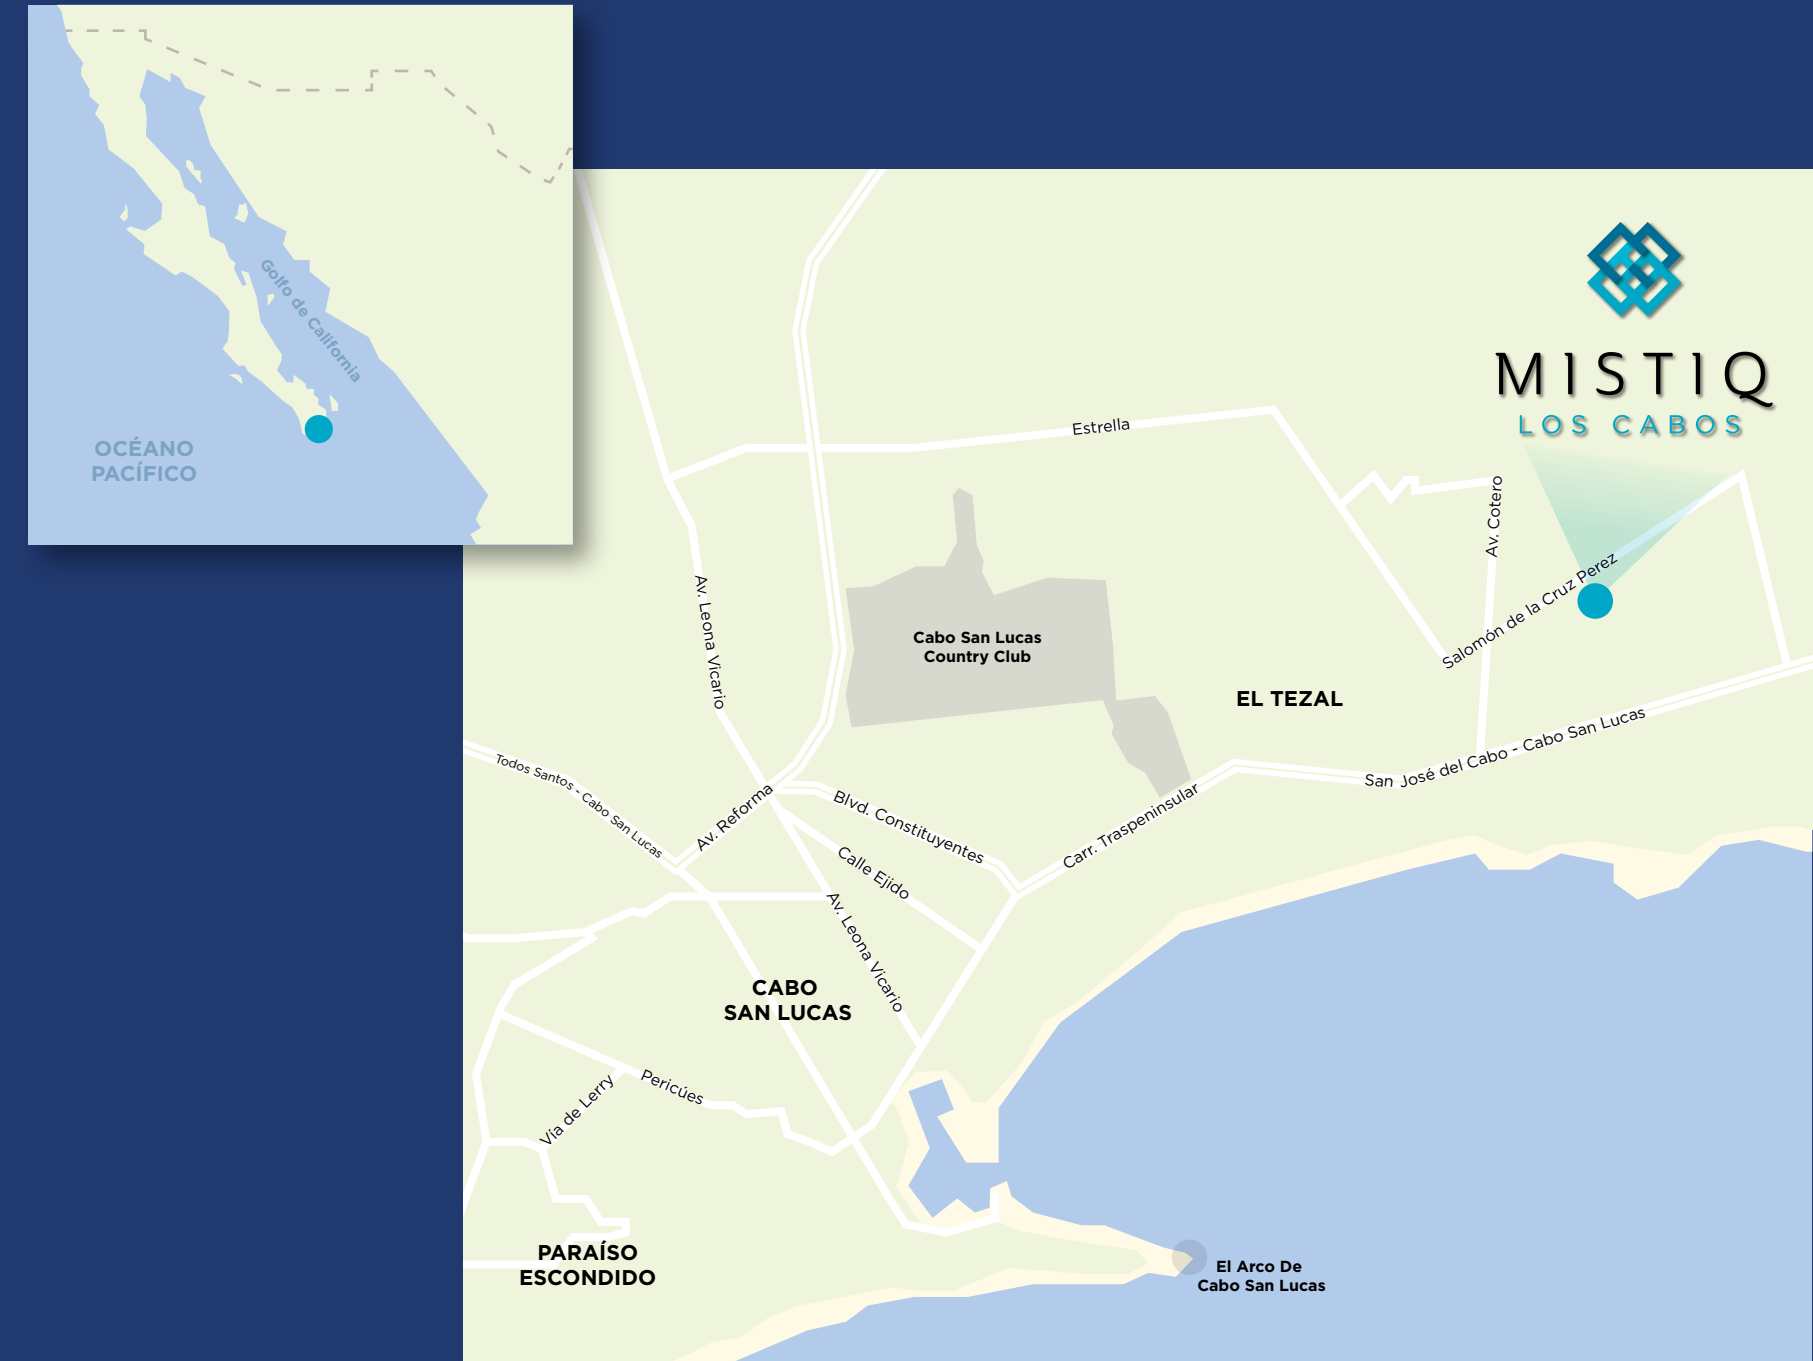 Golfo de California
OCÉANO
PACÍFICO
MISTIQ
LOS CABOS
Estrella
Av. Cotero
Salomón de la Cruz Perez
Av. Leona Vicario
Cabo San Lucas
Country Club
EL TEZAL
San José del Cabo - Cabo San Lucas
Todos Santos - Cabo San Lucas
Av. Reforma
Blvd. Constituyentes
Carr. Traspeninsular
Calle Ejido
Av. Leona Vicario
CABO
SAN LUCAS
Vía de Lerry
Pericúes
PARAÍSO
ESCONDIDO
El Arco De
Cabo San Lucas